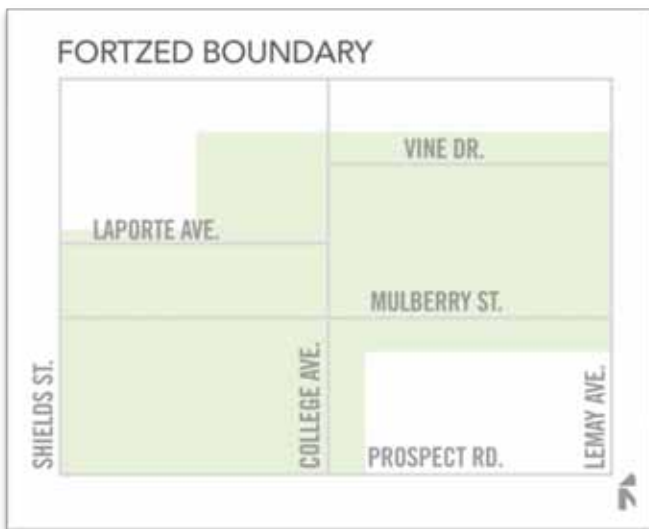 FORTZED BOUNDARY
VINE DR.
LAPORTE AVE.
MULBERRY ST.
SHIELDS ST.
COLLEGE AVE.
PROSPECT RD.
LEMAY AVE.